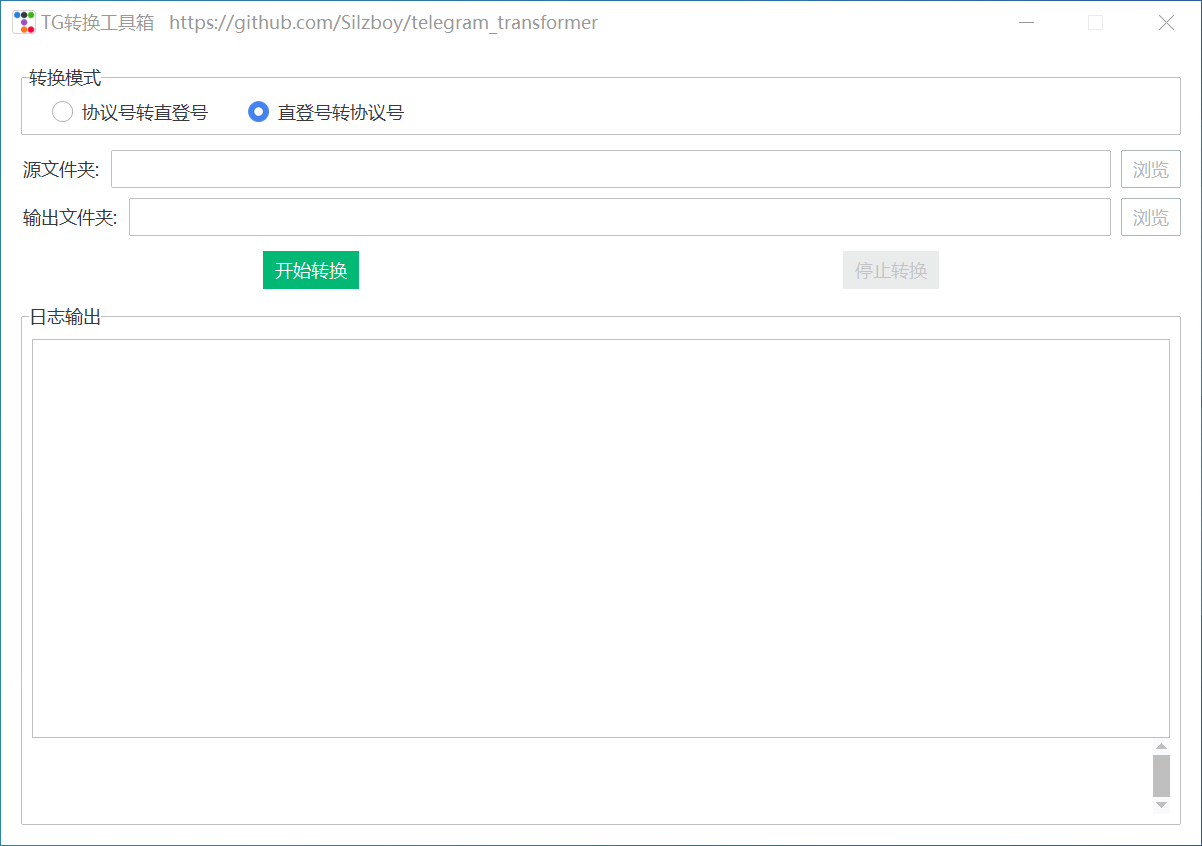 TG转换工具箱 https://github.com/Silzboy/telegram_transformer
转换模式
协议号转直登号 直登号转协议号
源文件夹: 浏览
输出文件夹: 浏览
开始转换 停止转换
日志输出